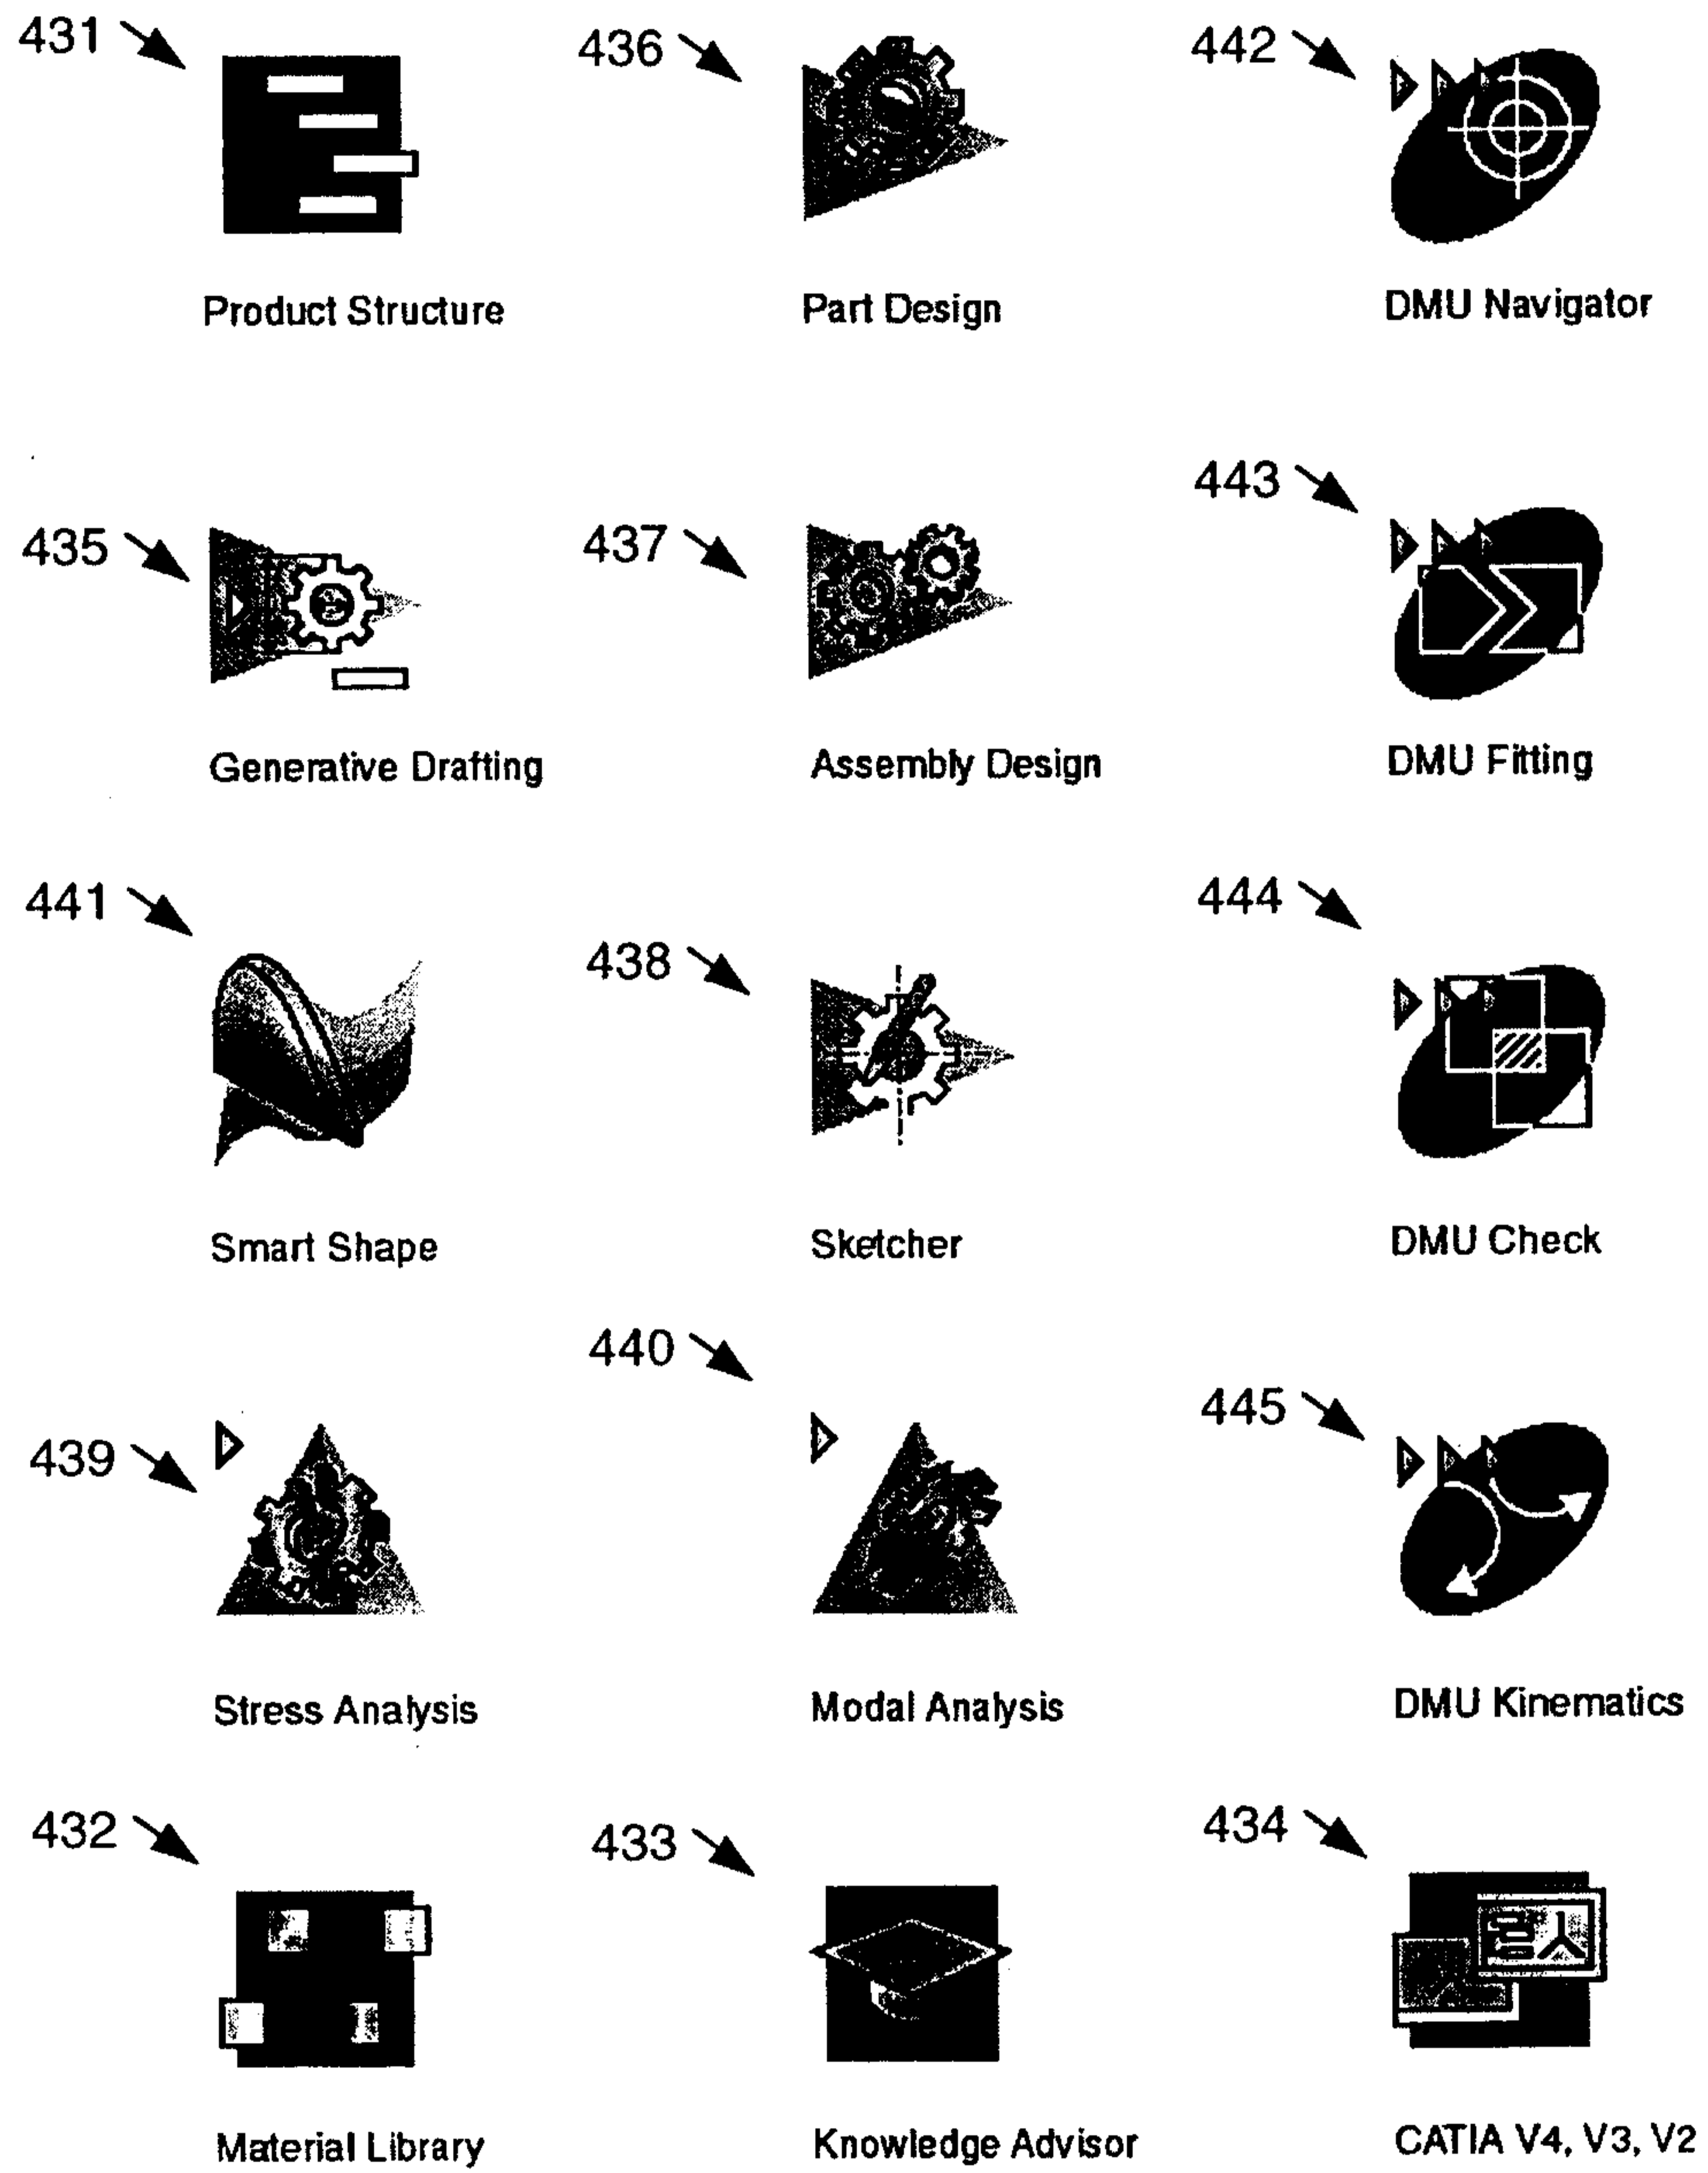 431
436
442
Product Structure
Part Design
DMU Navigator
435
437
443
Generative Drafting
Assembly Design
DMU Fitting
441
438
444
Smart Shape
Sketcher
DMU Check
439
440
445
Stress Analysis
Modal Analysis
DMU Kinematics
432
433
434
Material Library
Knowledge Advisor
CATIA V4, V3, V2